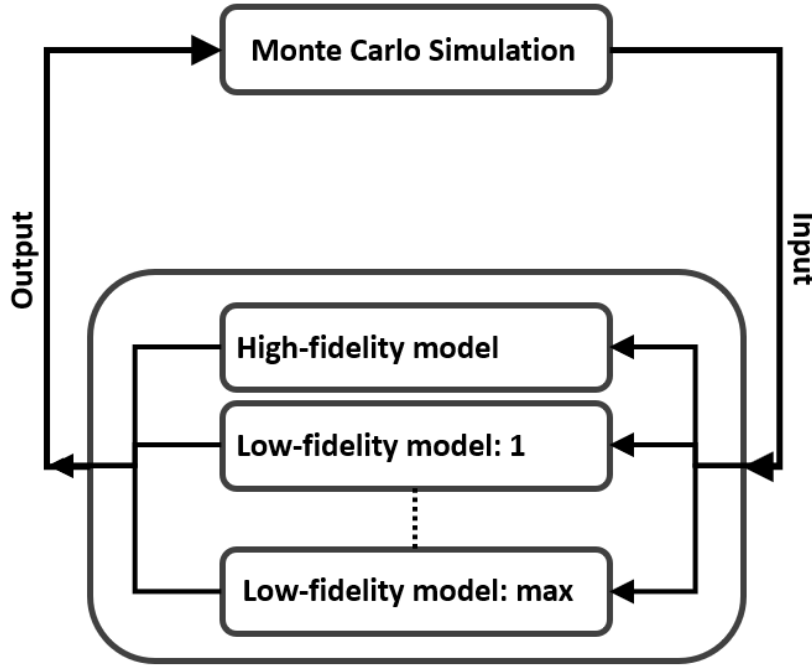 Monte Carlo Simulation
Output
Input
High-fidelity model
Low-fidelity model: 1
Low-fidelity model: max